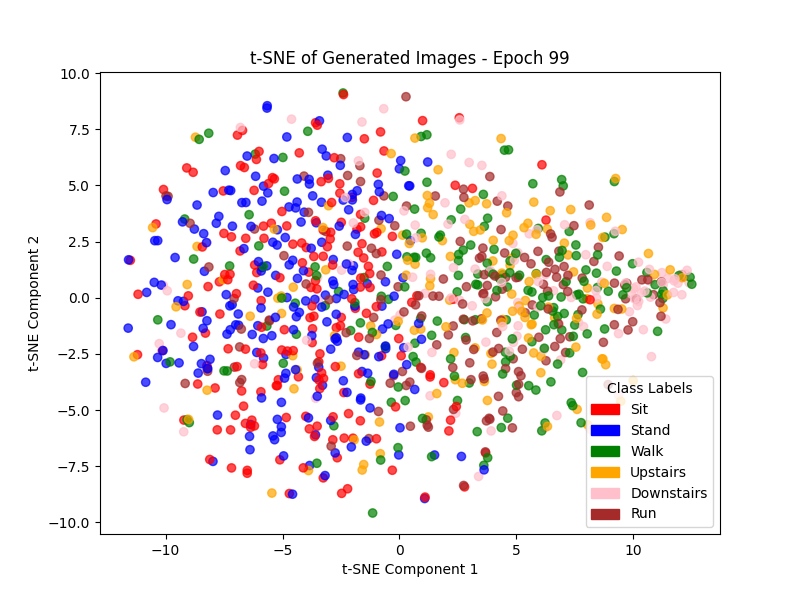 t-SNE of Generated Images - Epoch 99
10.0
7.5
5.0
2.5
0.0
−2.5
−5.0
−7.5
−10.0
t-SNE Component 2
−10
−5
0
5
10
t-SNE Component 1
Class Labels
Sit
Stand
Walk
Upstairs
Downstairs
Run